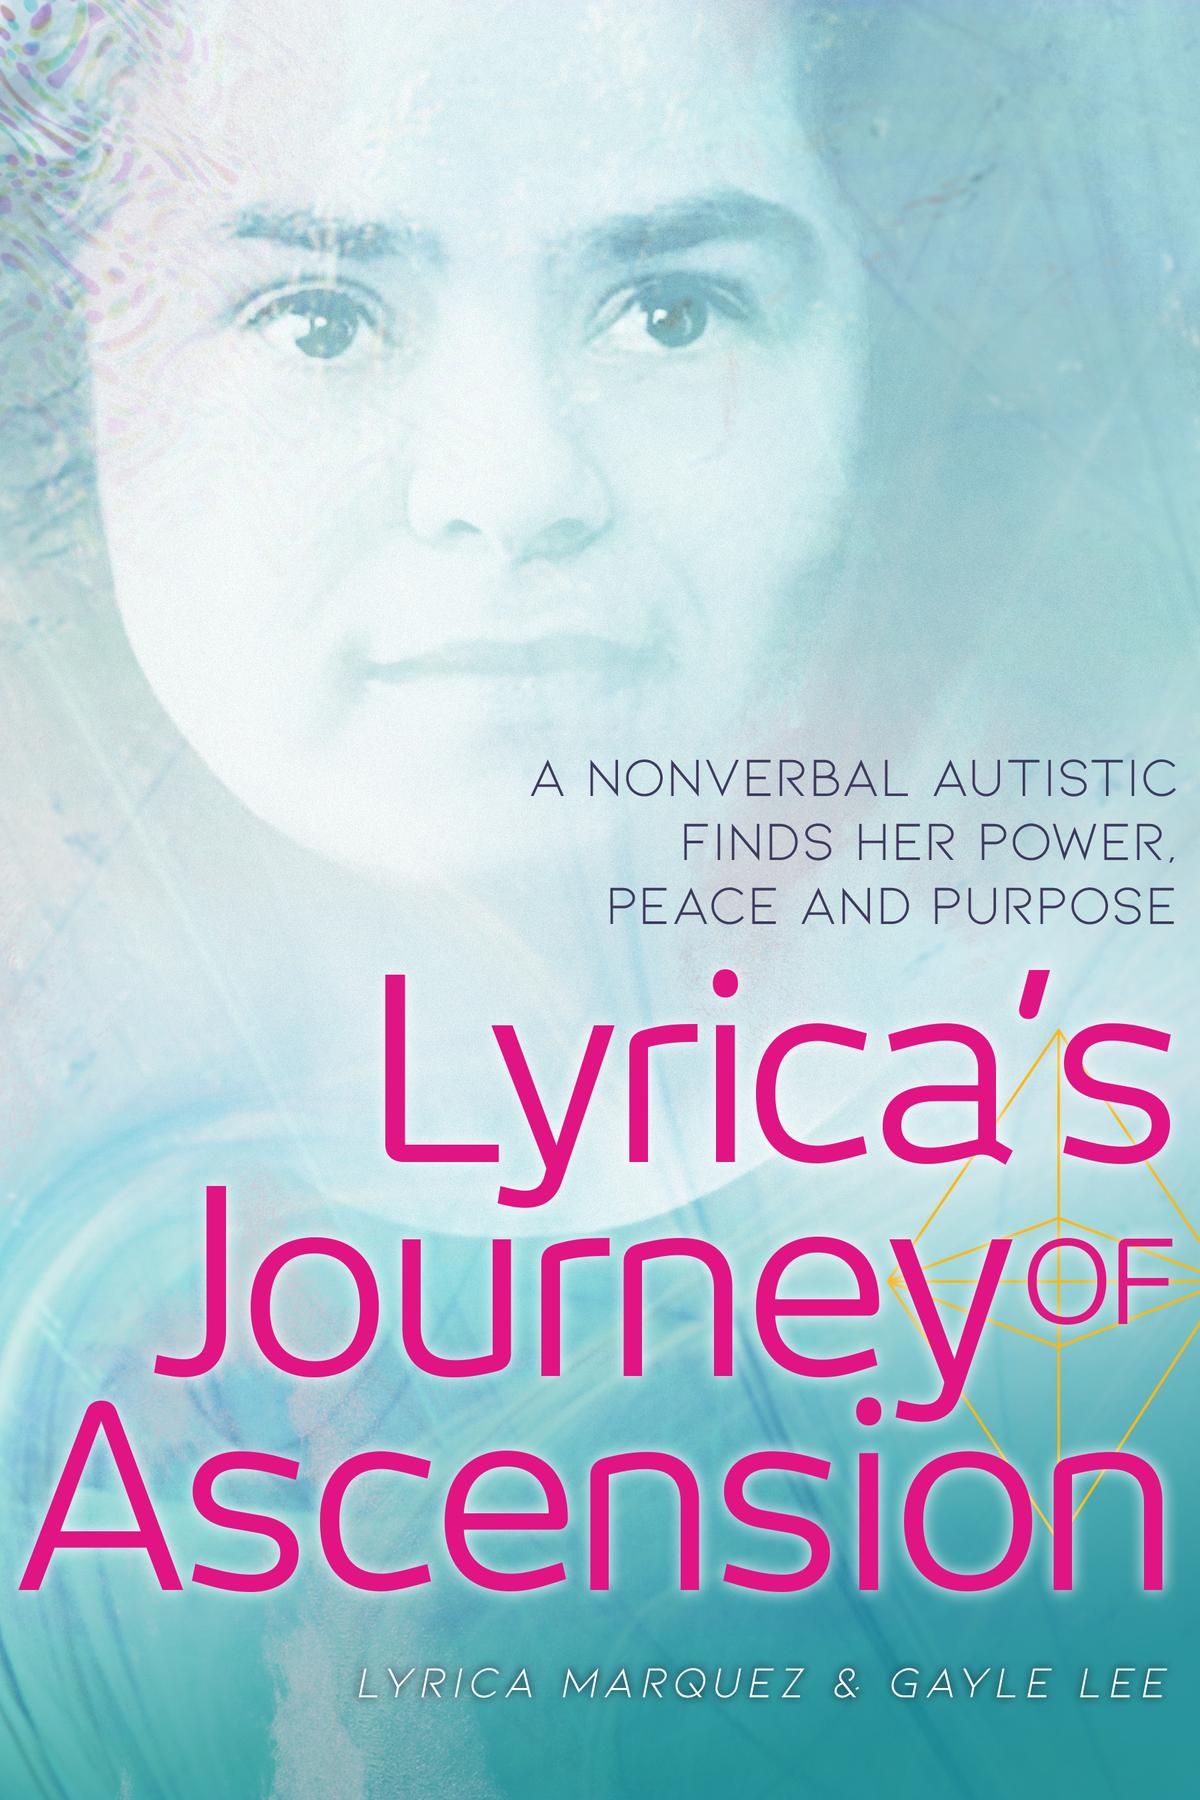 A NONVERBAL AUTISTIC
FINDS HER POWER,
PEACE AND PURPOSE
Lyrica's
Journey OF
Ascension
LYRICA MARQUEZ & GAYLE LEE